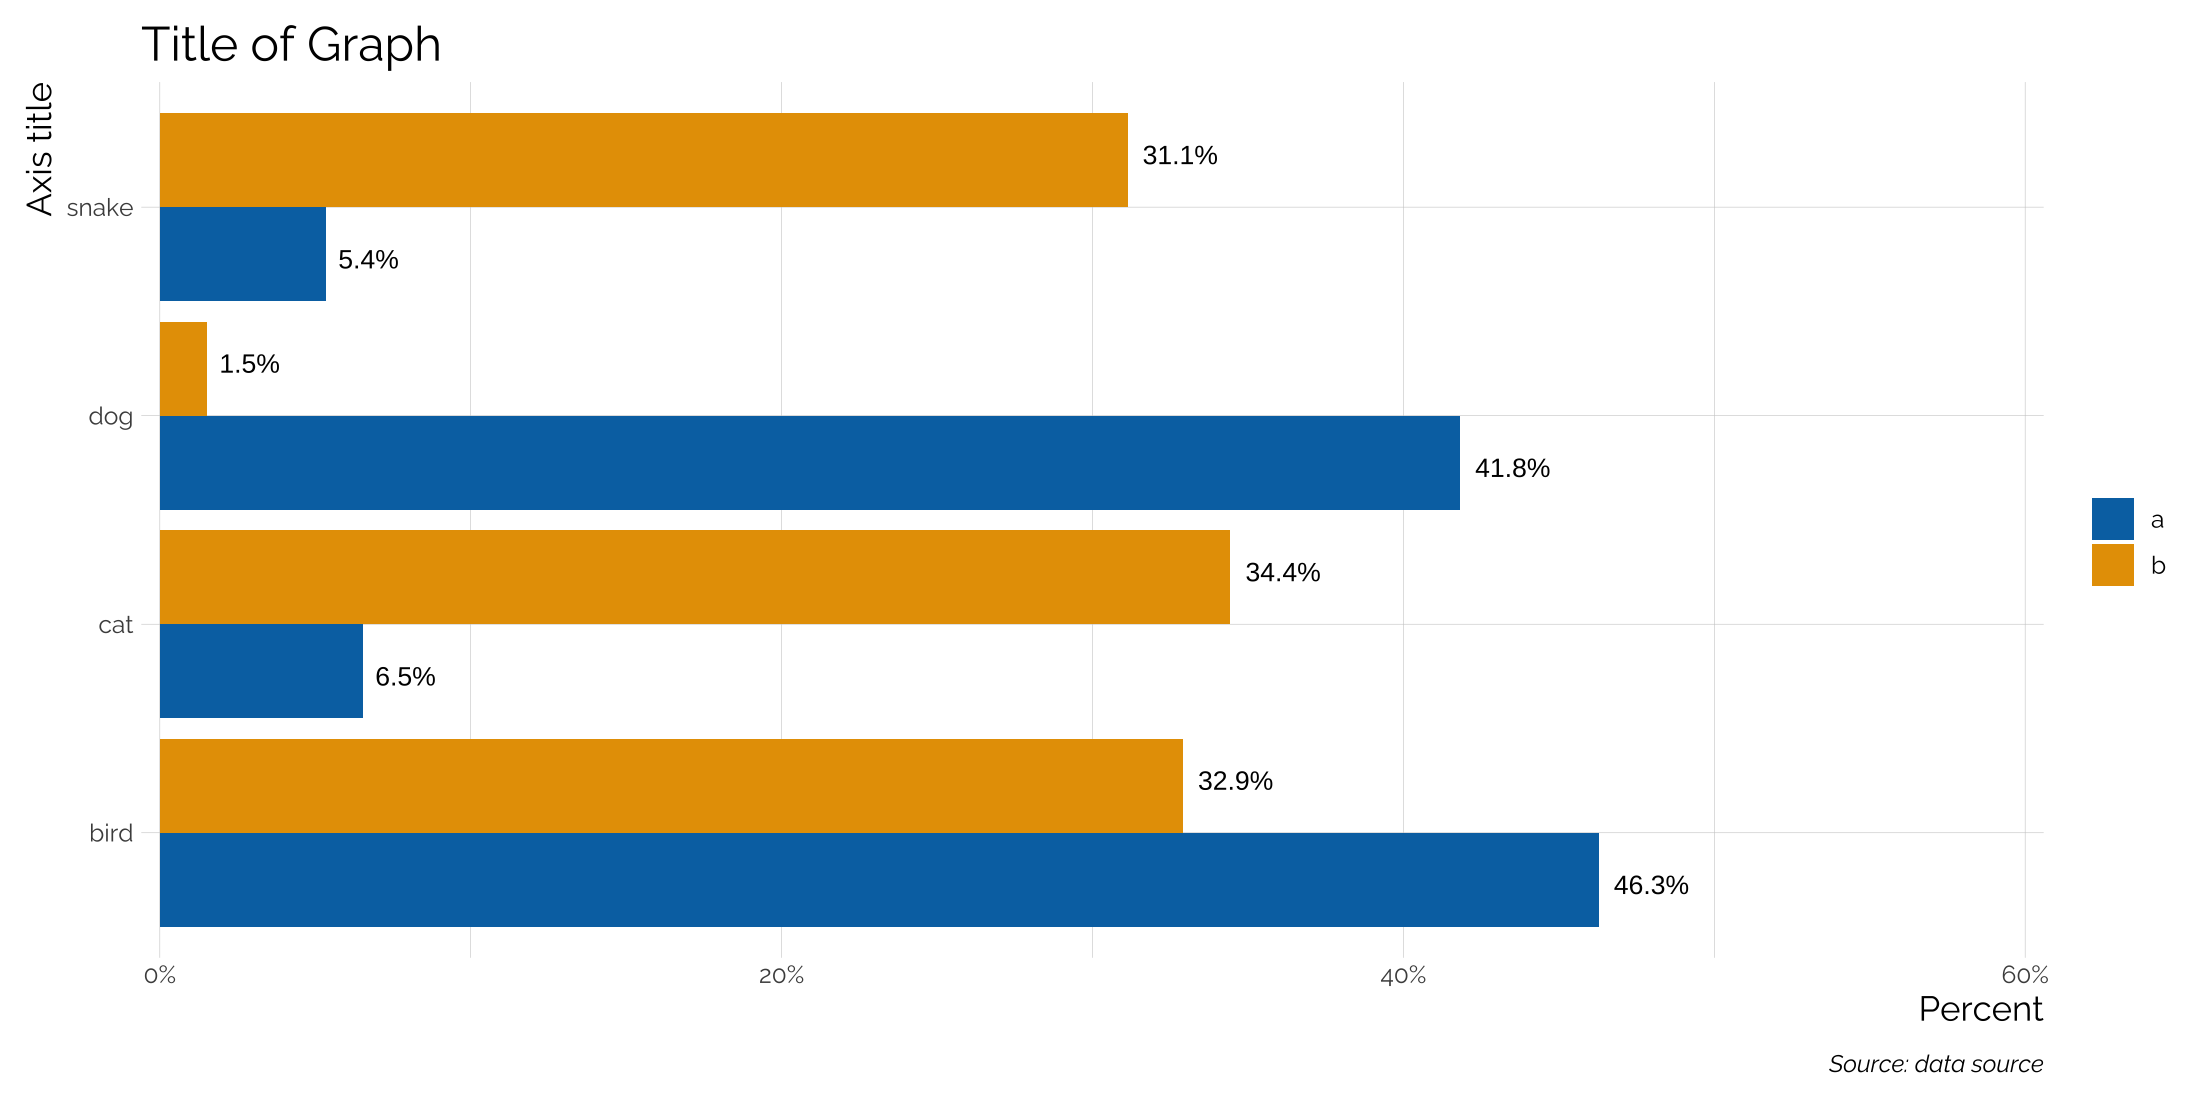 Title of Graph
Axis title
31.1%
snake
5.4%
1.5%
dog
41.8%
34.4%
cat
6.5%
32.9%
bird
46.3%
a
b
0% 20% 40% 60%
Percent
Source: data source